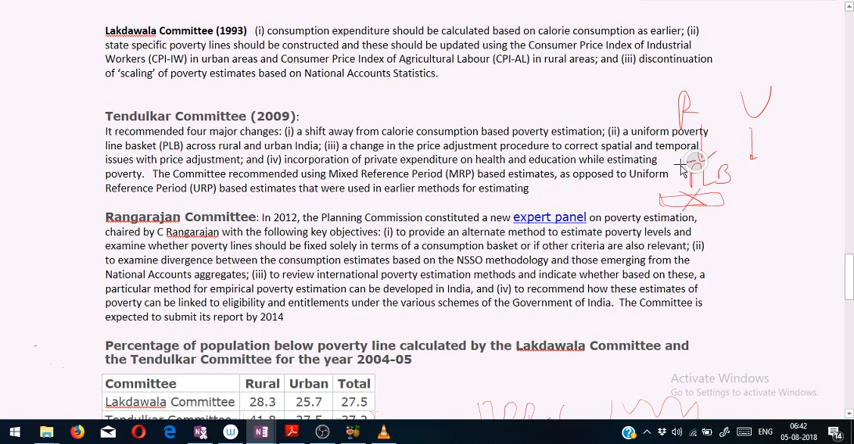 Lakdawala Committee (1993) (i) consumption expenditure should be calculated based on calorie consumption as earlier; (ii)
state specific poverty lines should be constructed and these should be updated using the Consumer Price Index of Industrial
Workers (CPI-IW) in urban areas and Consumer Price Index of Agricultural Labour (CPI-AL) in rural areas; and (iii) discontinuation
of ‘scaling’ of poverty estimates based on National Accounts Statistics.
Tendulkar Committee (2009):
It recommended four major changes: (i) a shift away from calorie consumption based poverty estimation; (ii) a uniform poverty
line basket (PLB) across rural and urban India; (iii) a change in the price adjustment procedure to correct spatial and temporal
issues with price adjustment; and (iv) incorporation of private expenditure on health and education while estimating
poverty. The Committee recommended using Mixed Reference Period (MRP) based estimates, as opposed to Uniform
Reference Period (URP) based estimates that were used in earlier methods for estimating
R U
PLB
Rangarajan Committee: In 2012, the Planning Commission constituted a new expert panel on poverty estimation,
chaired by C Rangarajan with the following key objectives: (i) to provide an alternate method to estimate poverty levels and
examine whether poverty lines should be fixed solely in terms of a consumption basket or if other criteria are also relevant; (ii)
to examine divergence between the consumption estimates based on the NSSO methodology and those emerging from the
National Accounts aggregates; (iii) to review international poverty estimation methods and indicate whether based on these, a
particular method for empirical poverty estimation can be developed in India, and (iv) to recommend how these estimates of
poverty can be linked to eligibility and entitlements under the various schemes of the Government of India. The Committee is
expected to submit its report by 2014
Percentage of population below poverty line calculated by the Lakdawala Committee and
the Tendulkar Committee for the year 2004-05
Committee Rural Urban Total
Lakdawala Committee 28.3 25.7 27.5
Tendulkar Committee 41.8 27.5 37.2
Activate Windows
Go to Settings to activate Windows.
ENG
06:42
05-08-2018
14